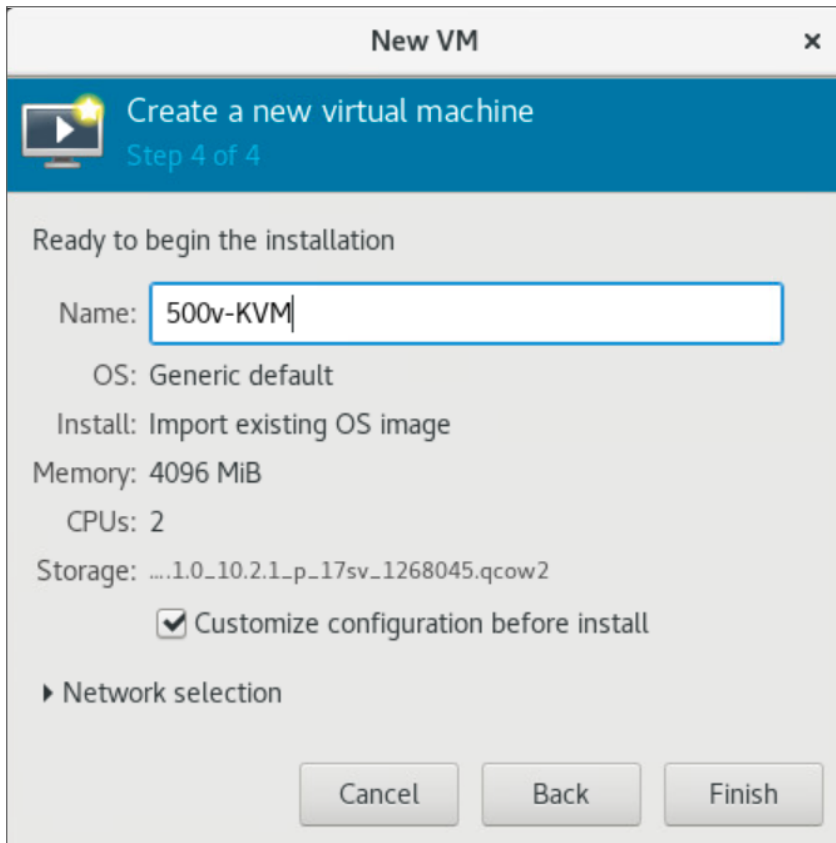 New VM ×
Create a new virtual machine
Step 4 of 4
Ready to begin the installation
Name: 500v-KVM
OS: Generic default
Install: Import existing OS image
Memory: 4096 MiB
CPUs: 2
Storage: ....1.0_10.2.1_p_17sv_1268045.qcow2
Customize configuration before install
Network selection
Cancel Back Finish